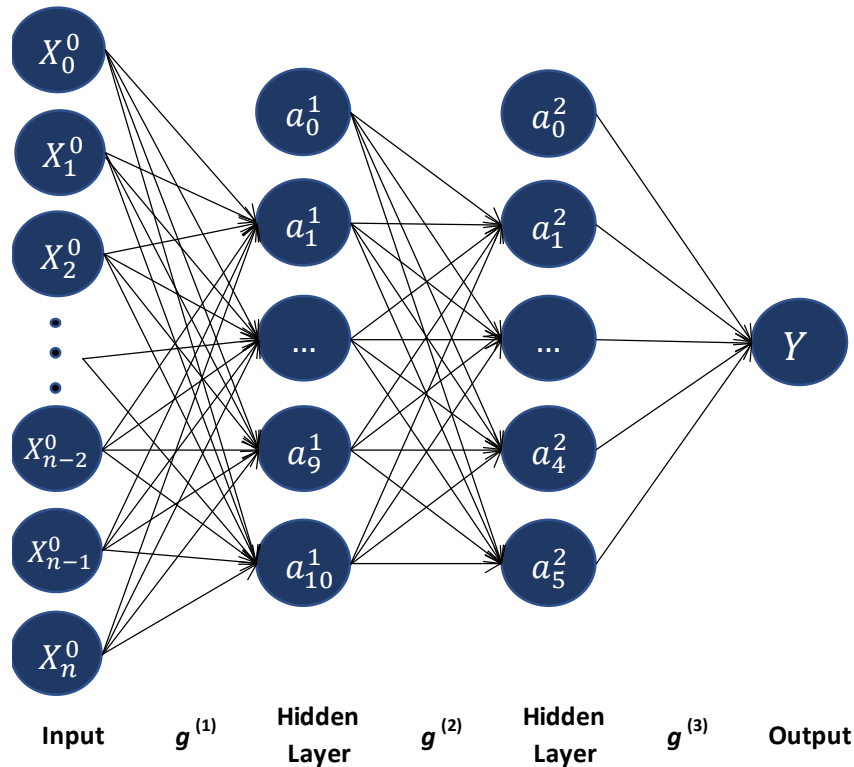 X_0^0
X_1^0
X_2^0
X_{n-2}^0
X_{n-1}^0
X_n^0
a_0^1
a_1^1
...
a_9^1
a_{10}^1
a_0^2
a_1^2
...
a_4^2
a_5^2
Y
Input
g^{(1)}
Hidden
Layer
g^{(2)}
Hidden
Layer
g^{(3)}
Output